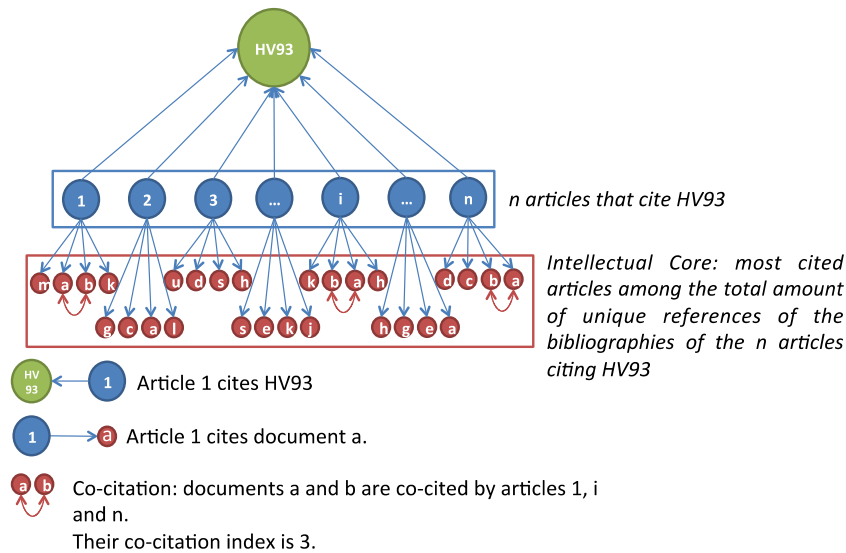 HV93
1 2 3 ... i ... n
n articles that cite HV93
m a b k u d s h k b a h d c b a
g c a l s e k j h g e a
Intellectual Core: most cited
articles among the total amount
of unique references of the
bibliographies of the n articles
citing HV93
HV
93
1
Article 1 cites HV93
1 a
Article 1 cites document a.
a b
Co-citation: documents a and b are co-cited by articles 1, i
and n.
Their co-citation index is 3.